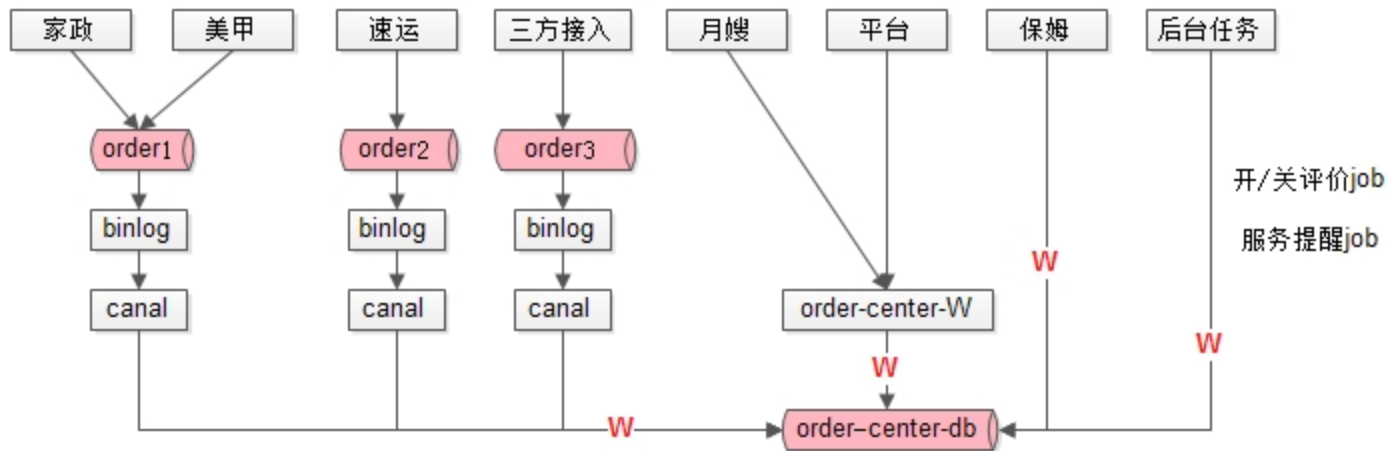 家政 美甲 速运 三方接入 月嫂 平台 保姆 后台任务
order1 order2 order3
开/关评价job
binlog binlog binlog
服务提醒job
W
canal canal canal order-center-W
W
W
W order-center-db